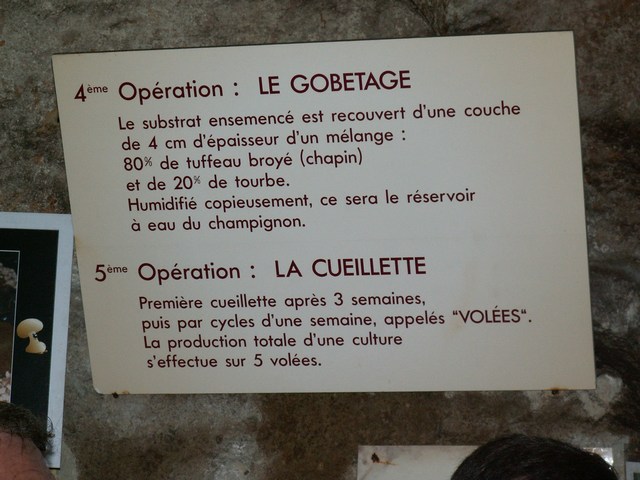 4ème Opération : LE GOBETAGE
Le substrat ensemencé est recouvert d'une couche
de 4 cm d'épaisseur d'un mélange :
80% de tuffeau broyé (chapin)
et de 20% de tourbe.
Humidifié copieusement, ce sera le réservoir
à eau du champignon.
5ème Opération : LA CUEILLETTE
Première cueillette après 3 semaines,
puis par cycles d'une semaine, appelés "VOLÉES".
La production totale d'une culture
s'effectue sur 5 volées.